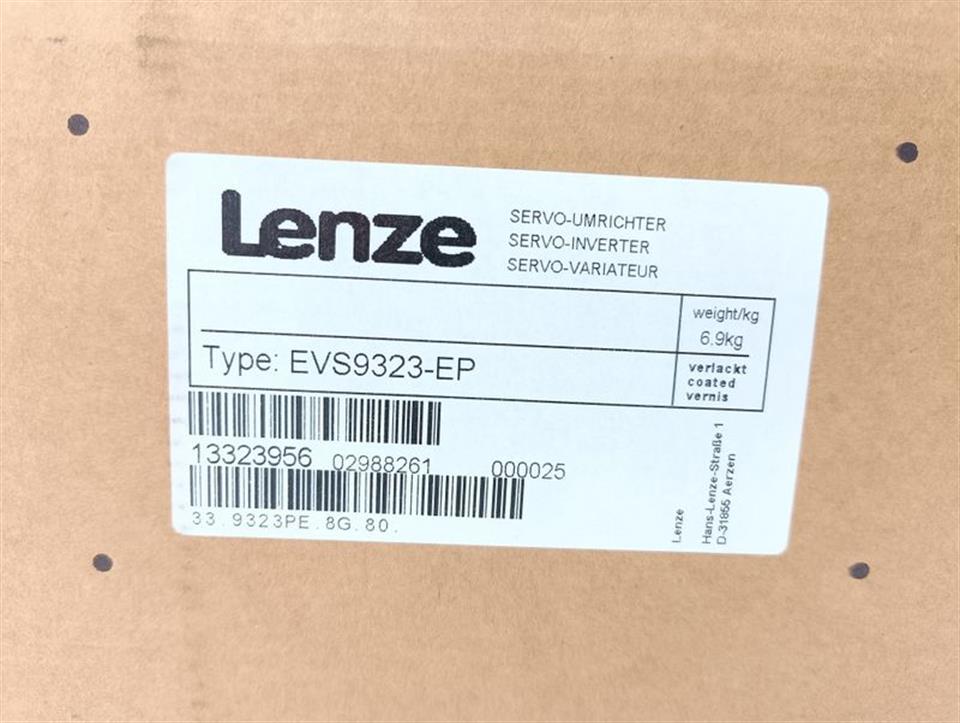 Lenze
SERVO-UMRICHTER
SERVO-INVERTER
SERVO-VARIATEUR
weight/kg
6.9kg
Type: EVS9323-EP
verlackt
coated
vernis
13323956 02988261 000025
33.9323PE.8G.80.
Lenze
Hans-Lenze-Straße 1
D-31855 Aerzen